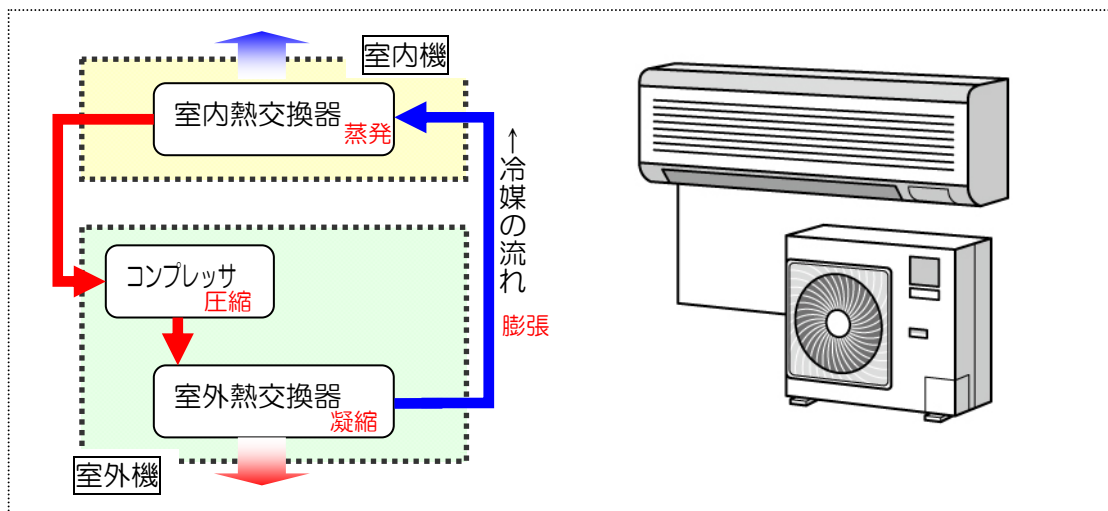 室内機
室内熱交換器
蒸発
↑冷媒の流れ
コンプレッサ
圧縮
膨張
室外熱交換器
凝縮
室外機